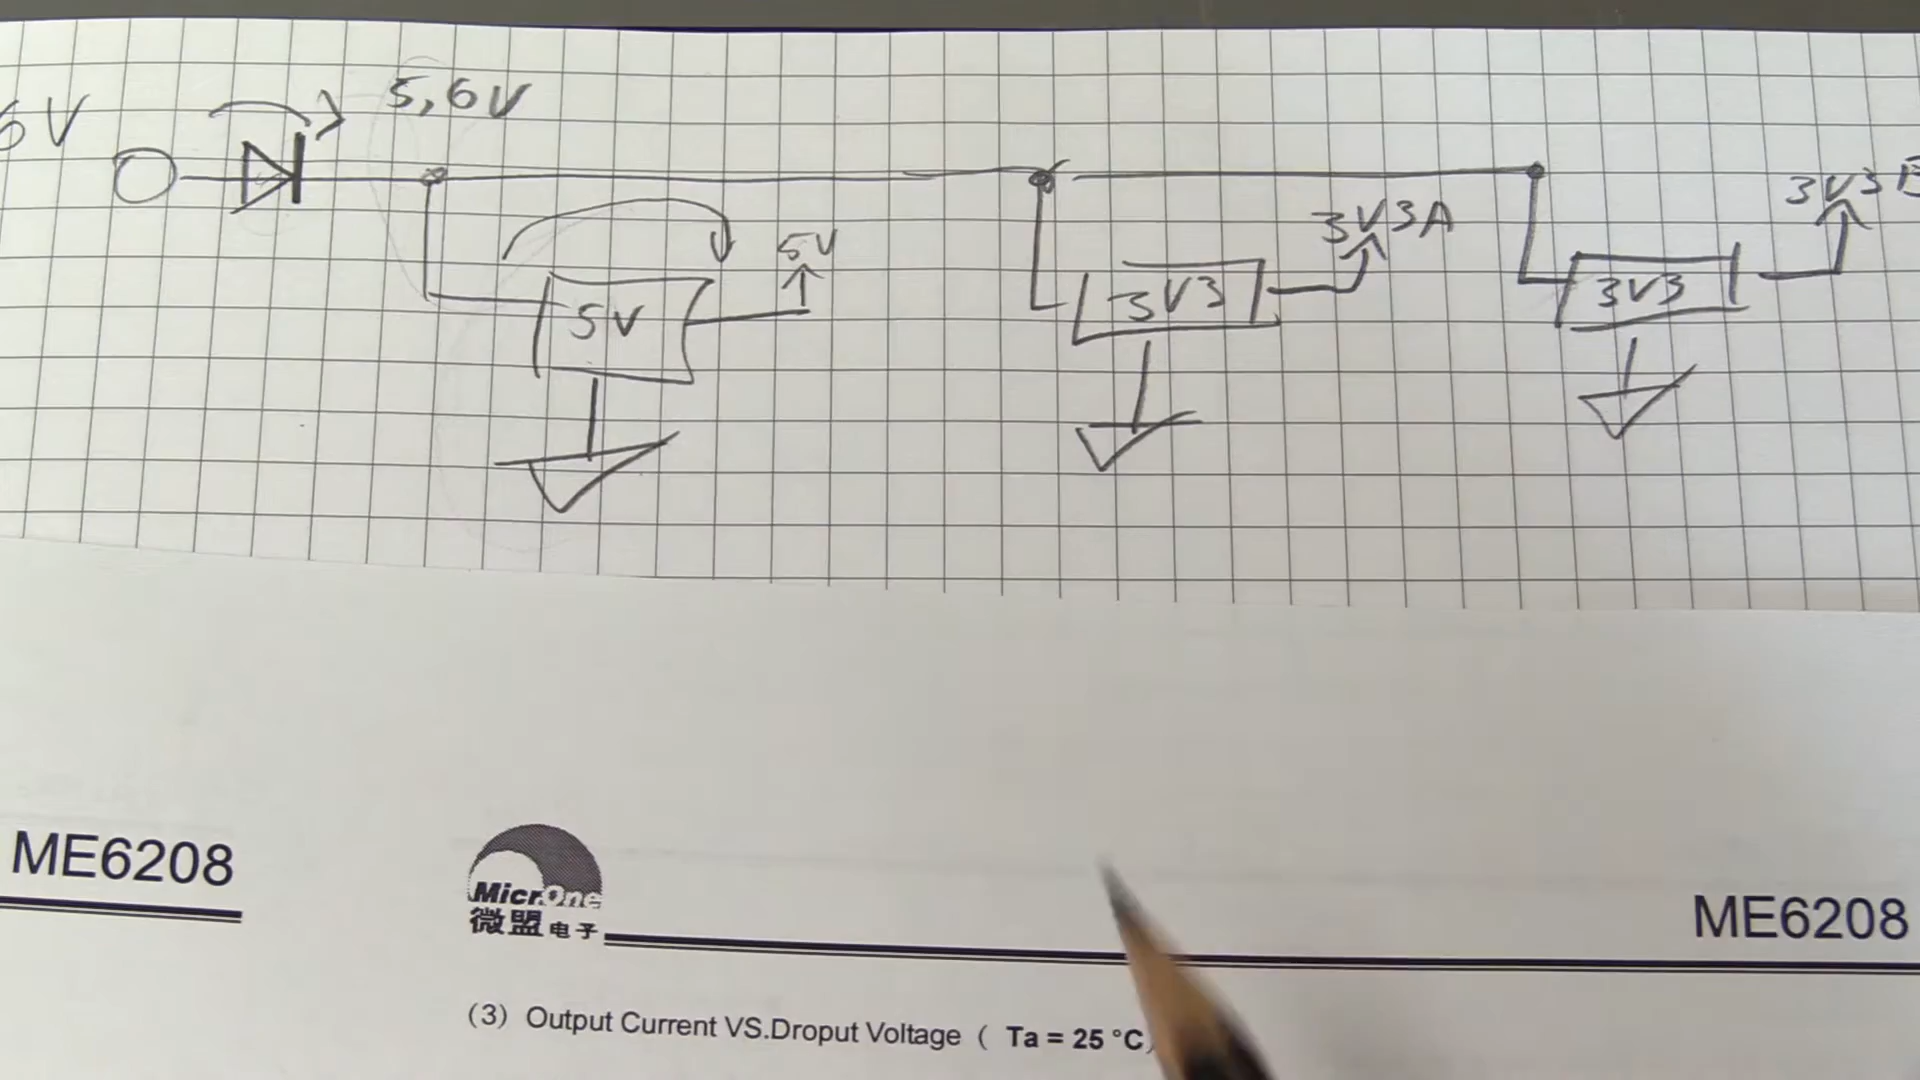 6V
5,6V
5V
5V
3V3
3V3A
3V3
3V3
ME6208
MicrOne
微盟电子
ME6208
（3） Output Current VS.Droput Voltage（ Ta = 25 °C）